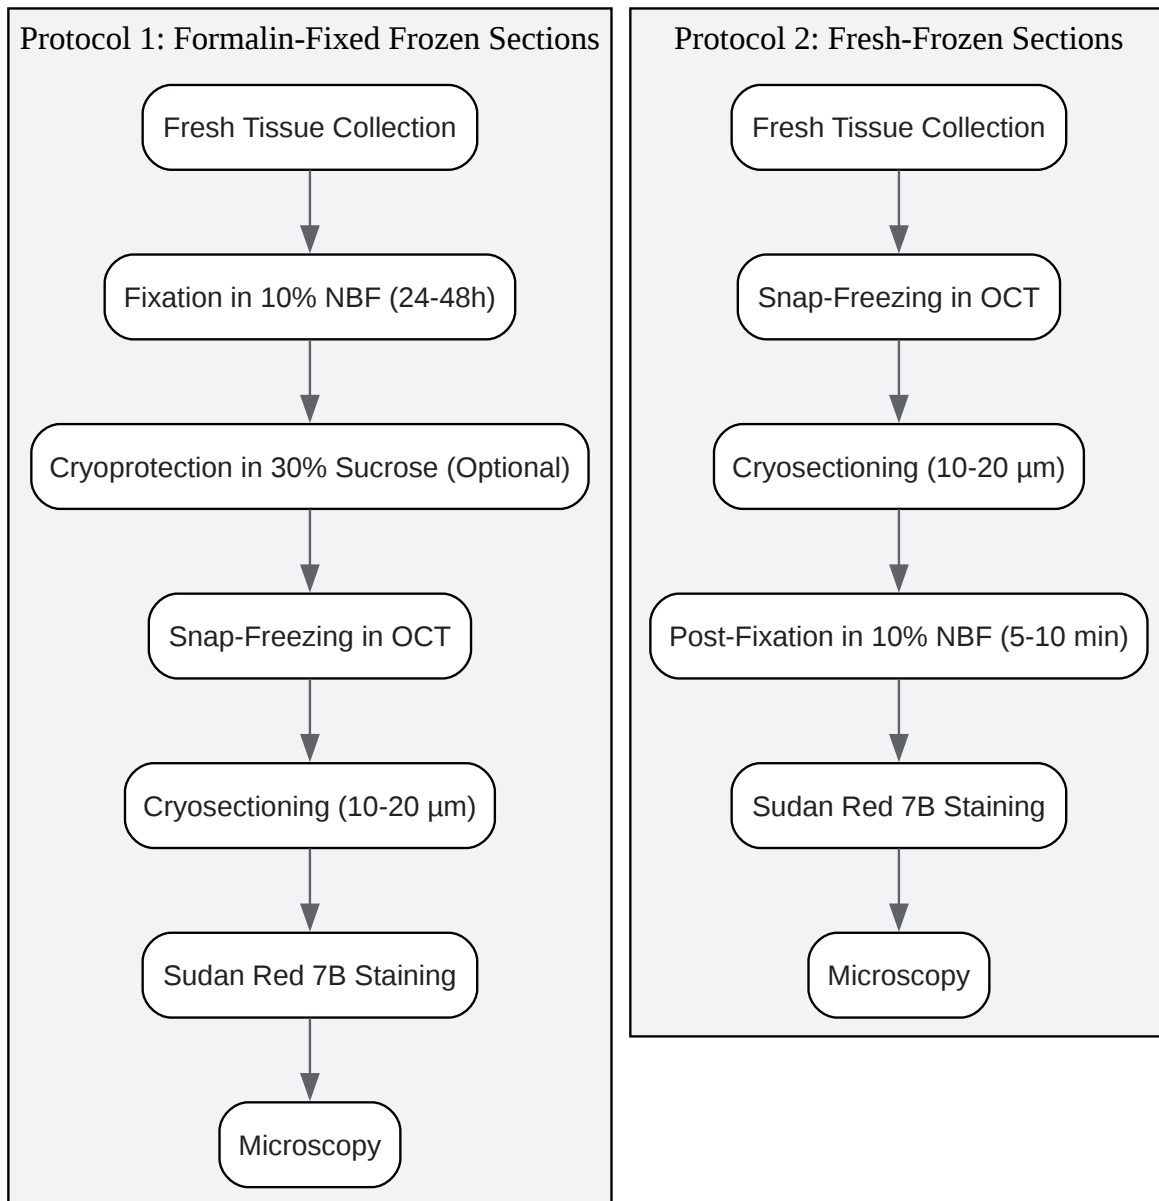 Protocol 1: Formalin-Fixed Frozen Sections
Fresh Tissue Collection
Fixation in 10% NBF (24-48h)
Cryoprotection in 30% Sucrose (Optional)
Snap-Freezing in OCT
Cryosectioning (10-20 µm)
Sudan Red 7B Staining
Microscopy
Protocol 2: Fresh-Frozen Sections
Fresh Tissue Collection
Snap-Freezing in OCT
Cryosectioning (10-20 µm)
Post-Fixation in 10% NBF (5-10 min)
Sudan Red 7B Staining
Microscopy